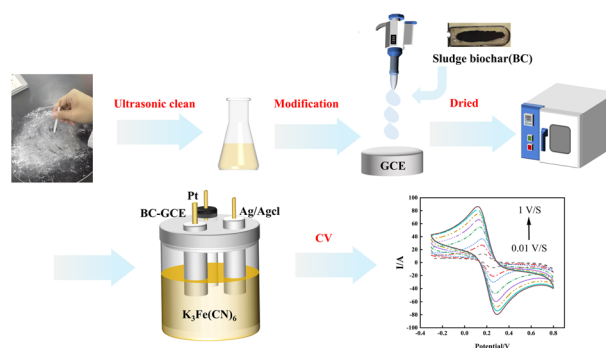 Sludge biochar(BC)
Ultrasonic clean
Modification
Dried
GCE
Pt
BC-GCE
Ag/Agcl
CV
K3Fe(CN)6
1 V/S
0.01 V/S
I/A
100
80
60
40
20
0
-20
-40
-60
-80
-100
-0.4 -0.2 0.0 0.2 0.4 0.6 0.8
Potential/V